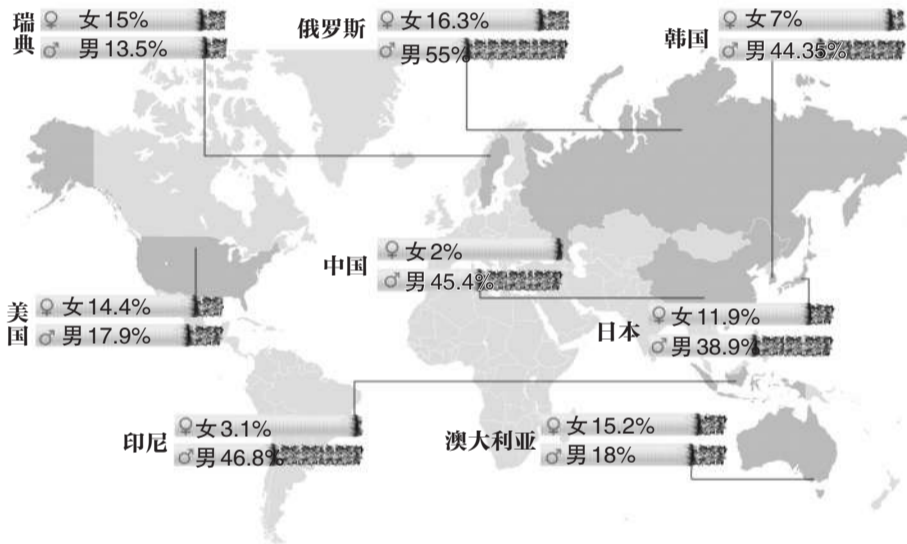 瑞典
♀ 女 15%
♂ 男 13.5%
俄罗斯
♀ 女 16.3%
♂ 男 55%
韩国
♀ 女 7%
♂ 男 44.35%
中国
♀ 女 2%
♂ 男 45.4%
美国
♀ 女 14.4%
♂ 男 17.9%
日本
♀ 女 11.9%
♂ 男 38.9%
印尼
♀ 女 3.1%
♂ 男 46.8%
澳大利亚
♀ 女 15.2%
♂ 男 18%